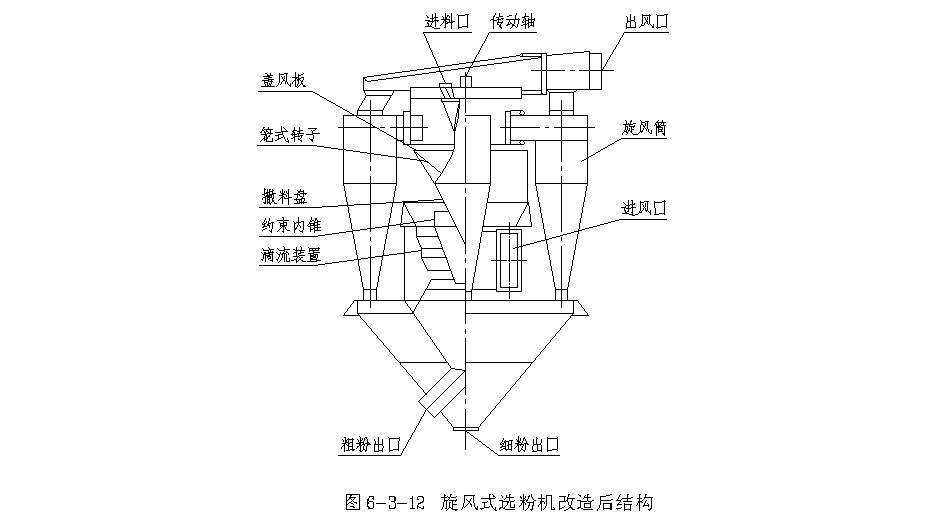 进料口
传动轴
出风口
盖风板
笼式转子
旋风筒
撒料盘
约束内锥
进风口
滴流装置
粗粉出口
细粉出口
图6-3-12 旋风式选粉机改造后结构